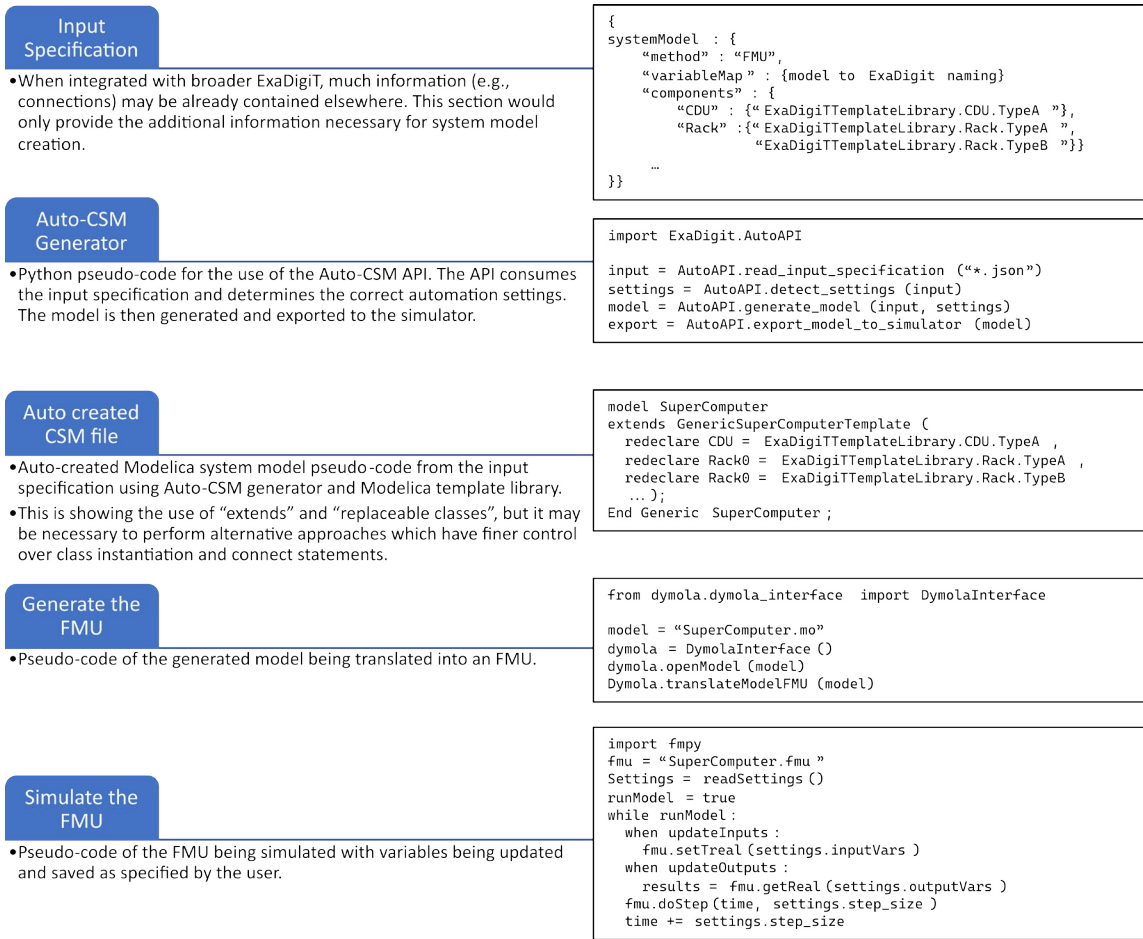 Input
Specification
•When integrated with broader ExaDigiT, much information (e.g.,
connections) may be already contained elsewhere. This section would
only provide the additional information necessary for system model
creation.
{
systemModel : {
“method” : “FMU”,
“variableMap” : {model to ExaDigit naming}
“components” : {
“CDU” : {“ExaDigiTTemplateLibrary.CDU.TypeA ”},
“Rack” :{“ExaDigiTTemplateLibrary.Rack.TypeA ”,
“ExaDigiTTemplateLibrary.Rack.TypeB ”}}
…
}}
Auto-CSM
Generator
•Python pseudo-code for the use of the Auto-CSM API. The API consumes
the input specification and determines the correct automation settings.
The model is then generated and exported to the simulator.
import ExaDigit.AutoAPI
input = AutoAPI.read_input_specification (“*.json”)
settings = AutoAPI.detect_settings (input)
model = AutoAPI.generate_model (input, settings)
export = AutoAPI.export_model_to_simulator (model)
Auto created
CSM file
•Auto-created Modelica system model pseudo-code from the input
specification using Auto-CSM generator and Modelica template library.
•This is showing the use of “extends” and “replaceable classes”, but it may
be necessary to perform alternative approaches which have finer control
over class instantiation and connect statements.
model SuperComputer
extends GenericSuperComputerTemplate (
redeclare CDU = ExaDigiTTemplateLibrary.CDU.TypeA ,
redeclare Rack0 = ExaDigiTTemplateLibrary.Rack.TypeA ,
redeclare Rack0 = ExaDigiTTemplateLibrary.Rack.TypeB
…);
End Generic SuperComputer;
Generate the
FMU
•Pseudo-code of the generated model being translated into an FMU.
from dymola.dymola_interface import DymolaInterface
model = “SuperComputer.mo”
dymola = DymolaInterface()
dymola.openModel(model)
Dymola.translateModelFMU(model)
Simulate the
FMU
•Pseudo-code of the FMU being simulated with variables being updated
and saved as specified by the user.
import fmpy
fmu = “SuperComputer.fmu ”
Settings = readSettings()
runModel = true
while runModel:
when updateInputs:
fmu.setTreal(settings.inputVars)
when updateOutputs:
results = fmu.getReal(settings.outputVars)
fmu.doStep(time, settings.step_size)
time += settings.step_size